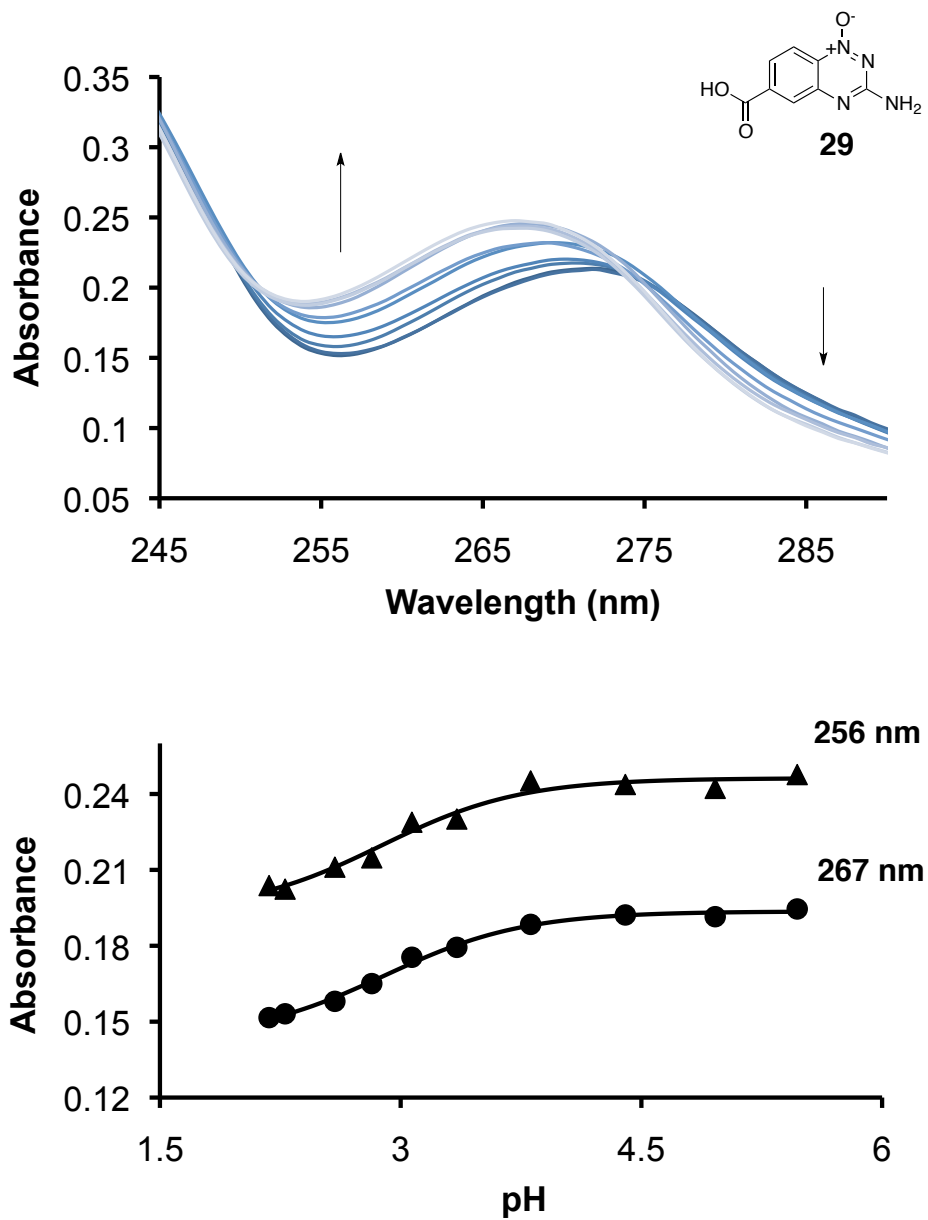 O-
+N
N
N
NH2
HO
O
29
0.35
0.3
0.25
0.2
0.15
0.1
0.05
Absorbance
245 255 265 275 285
Wavelength (nm)
256 nm
267 nm
0.24
0.21
0.18
0.15
0.12
Absorbance
1.5 3 4.5 6
pH